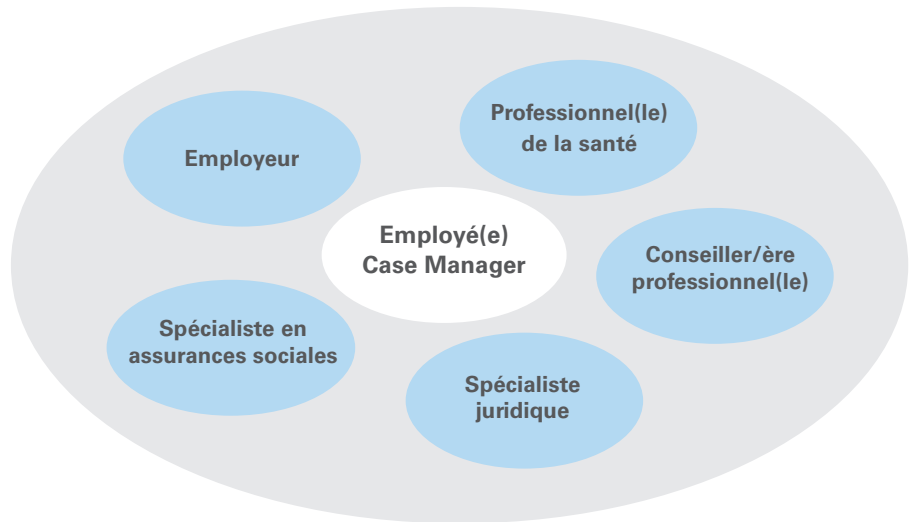 Professionnel(le)
de la santé
Employeur
Employé(e)
Case Manager
Conseiller/ère
professionnel(le)
Spécialiste en
assurances sociales
Spécialiste
juridique